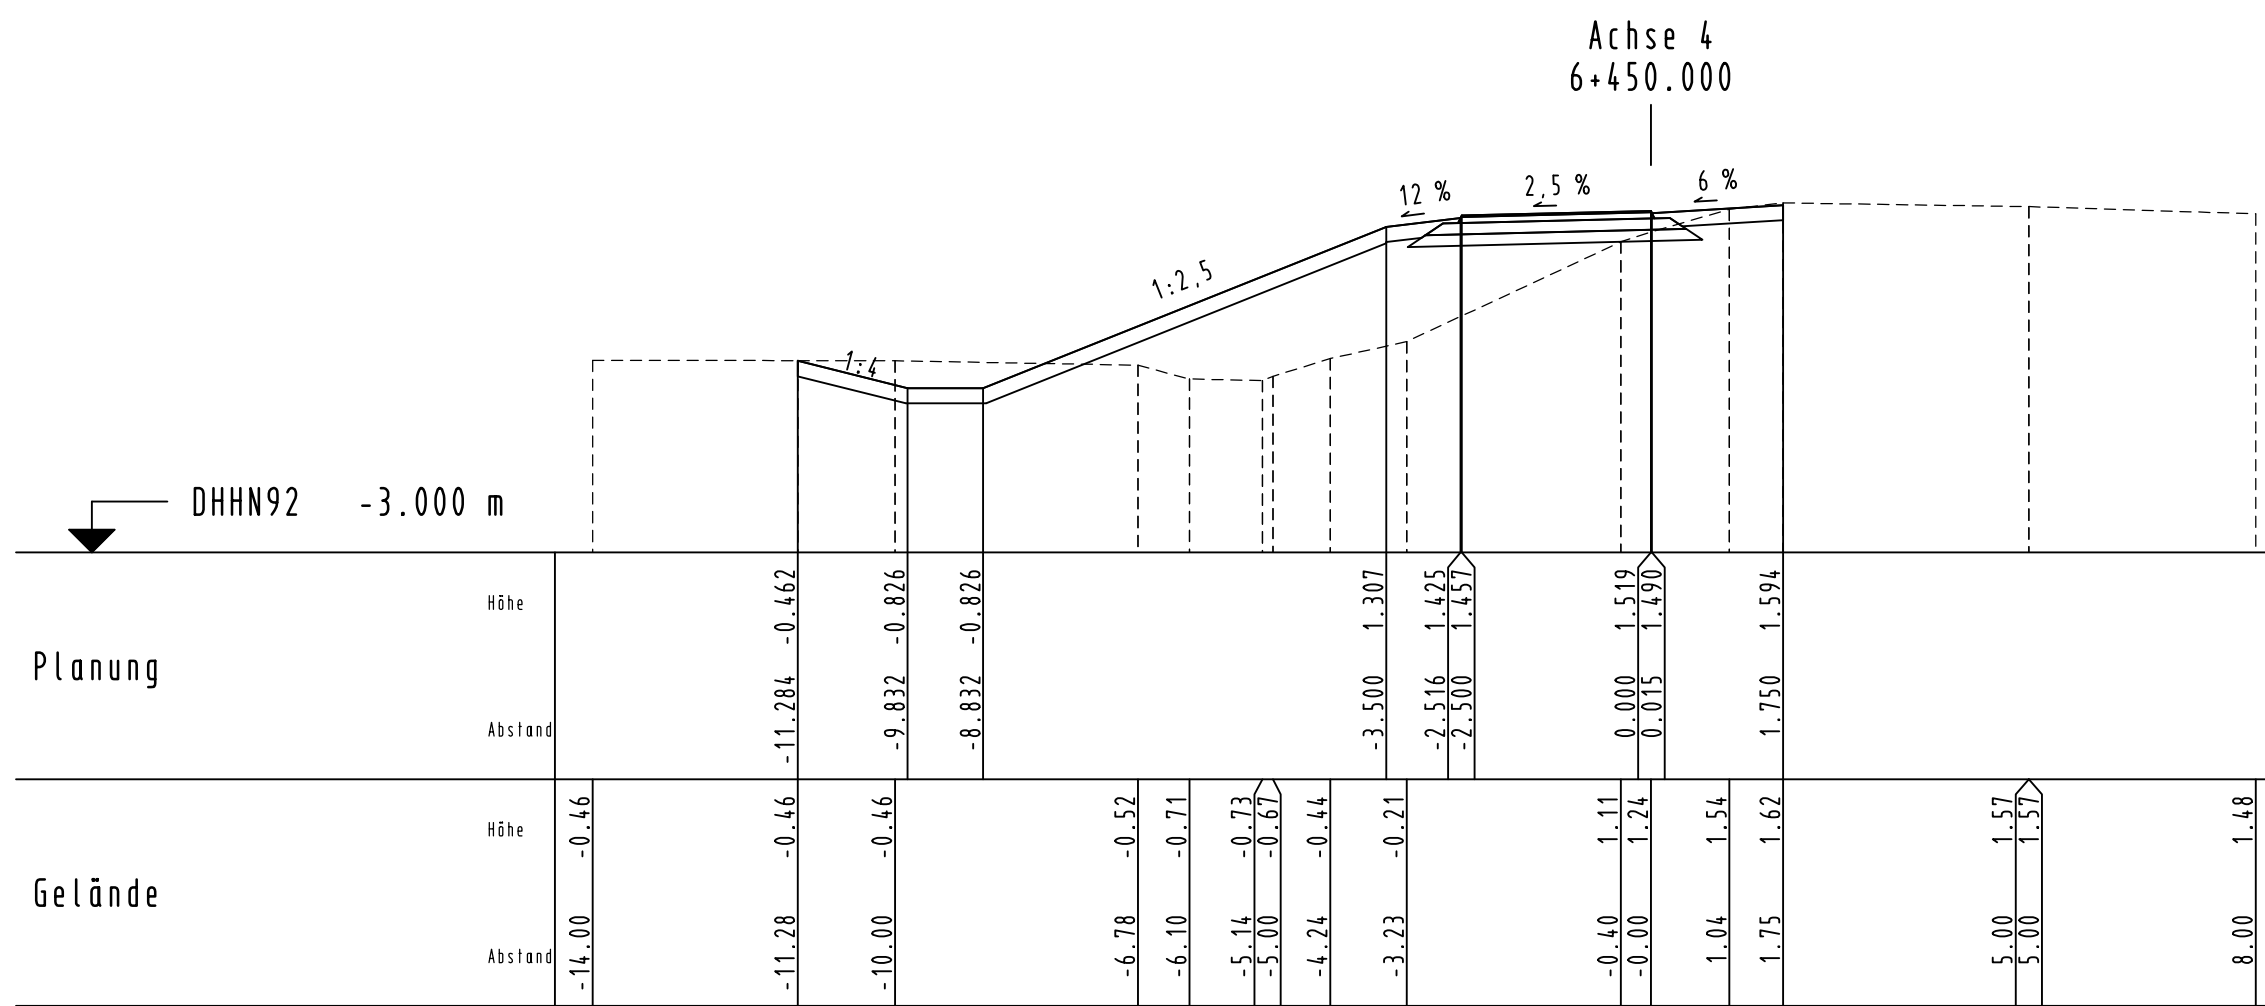 Achse 4
6+450.000
12 %
2,5 %
6 %
1:2,5
1:4
DHHN92 -3.000 m
Planung
Höhe
-0.462 -0.826 -0.826 1.307 1.425 1.457 1.519 1.490 1.594
Abstand
-11.284 -9.832 -8.832 -3.500 -2.516 -2.500 0.000 0.015 1.750
Gelände
Höhe
-0.46 -0.46 -0.46 -0.52 -0.71 -0.73 -0.67 -0.44 -0.21 1.11 1.24 1.54 1.62 1.57 1.57 1.48
Abstand
-14.00 -11.28 -10.00 -6.78 -6.10 -5.14 -5.00 -4.24 -3.23 -0.40 -0.00 1.04 1.75 5.00 5.00 8.00